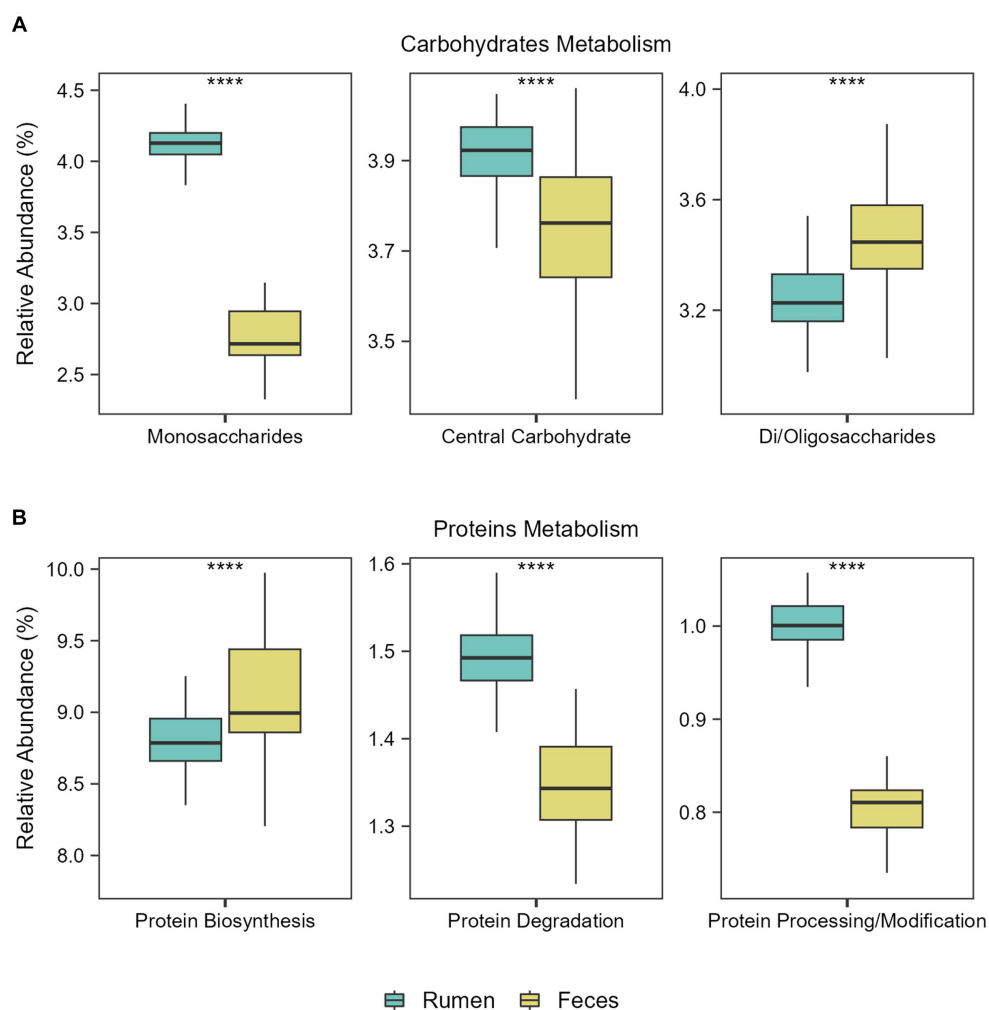 A
Carbohydrates Metabolism
Relative Abundance (%)
4.5
4.0
3.5
3.0
2.5
****
Monosaccharides
3.9
3.7
3.5
****
Central Carbohydrate
4.0
3.6
3.2
****
Di/Oligosaccharides
B
Proteins Metabolism
Relative Abundance (%)
10.0
9.5
9.0
8.5
8.0
****
Protein Biosynthesis
1.6
1.5
1.4
1.3
****
Protein Degradation
1.0
0.9
0.8
****
Protein Processing/Modification
Rumen Feces